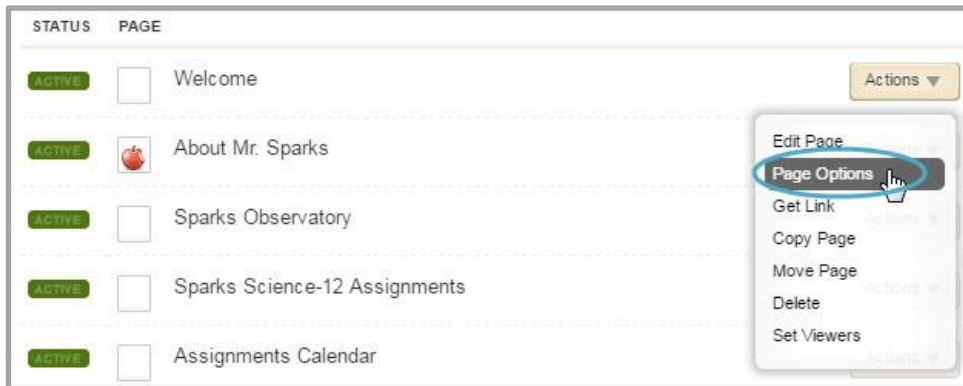 STATUS PAGE
ACTIVE Welcome Actions
ACTIVE About Mr. Sparks
Edit Page
Page Options
ACTIVE Sparks Observatory
Get Link
Copy Page
Move Page
ACTIVE Sparks Science-12 Assignments
Delete
Set Viewers
ACTIVE Assignments Calendar